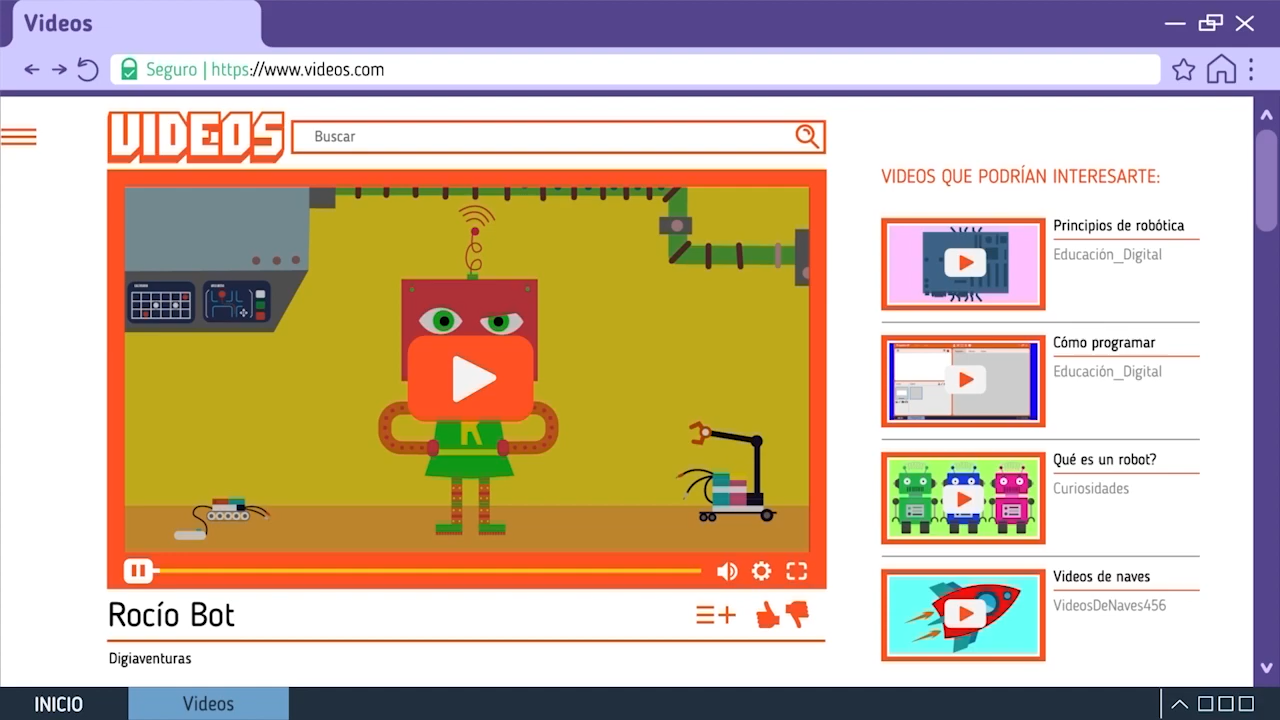 Videos
Seguro | https://www.videos.com
VIDEOS
Buscar
VIDEOS QUE PODRÍAN INTERESARTE:
Principios de robótica
Educación_Digital
Cómo programar
Educación_Digital
Qué es un robot?
Curiosidades
Videos de naves
VideosDeNaves456
R
Rocío Bot
Digiaventuras
INICIO
Videos